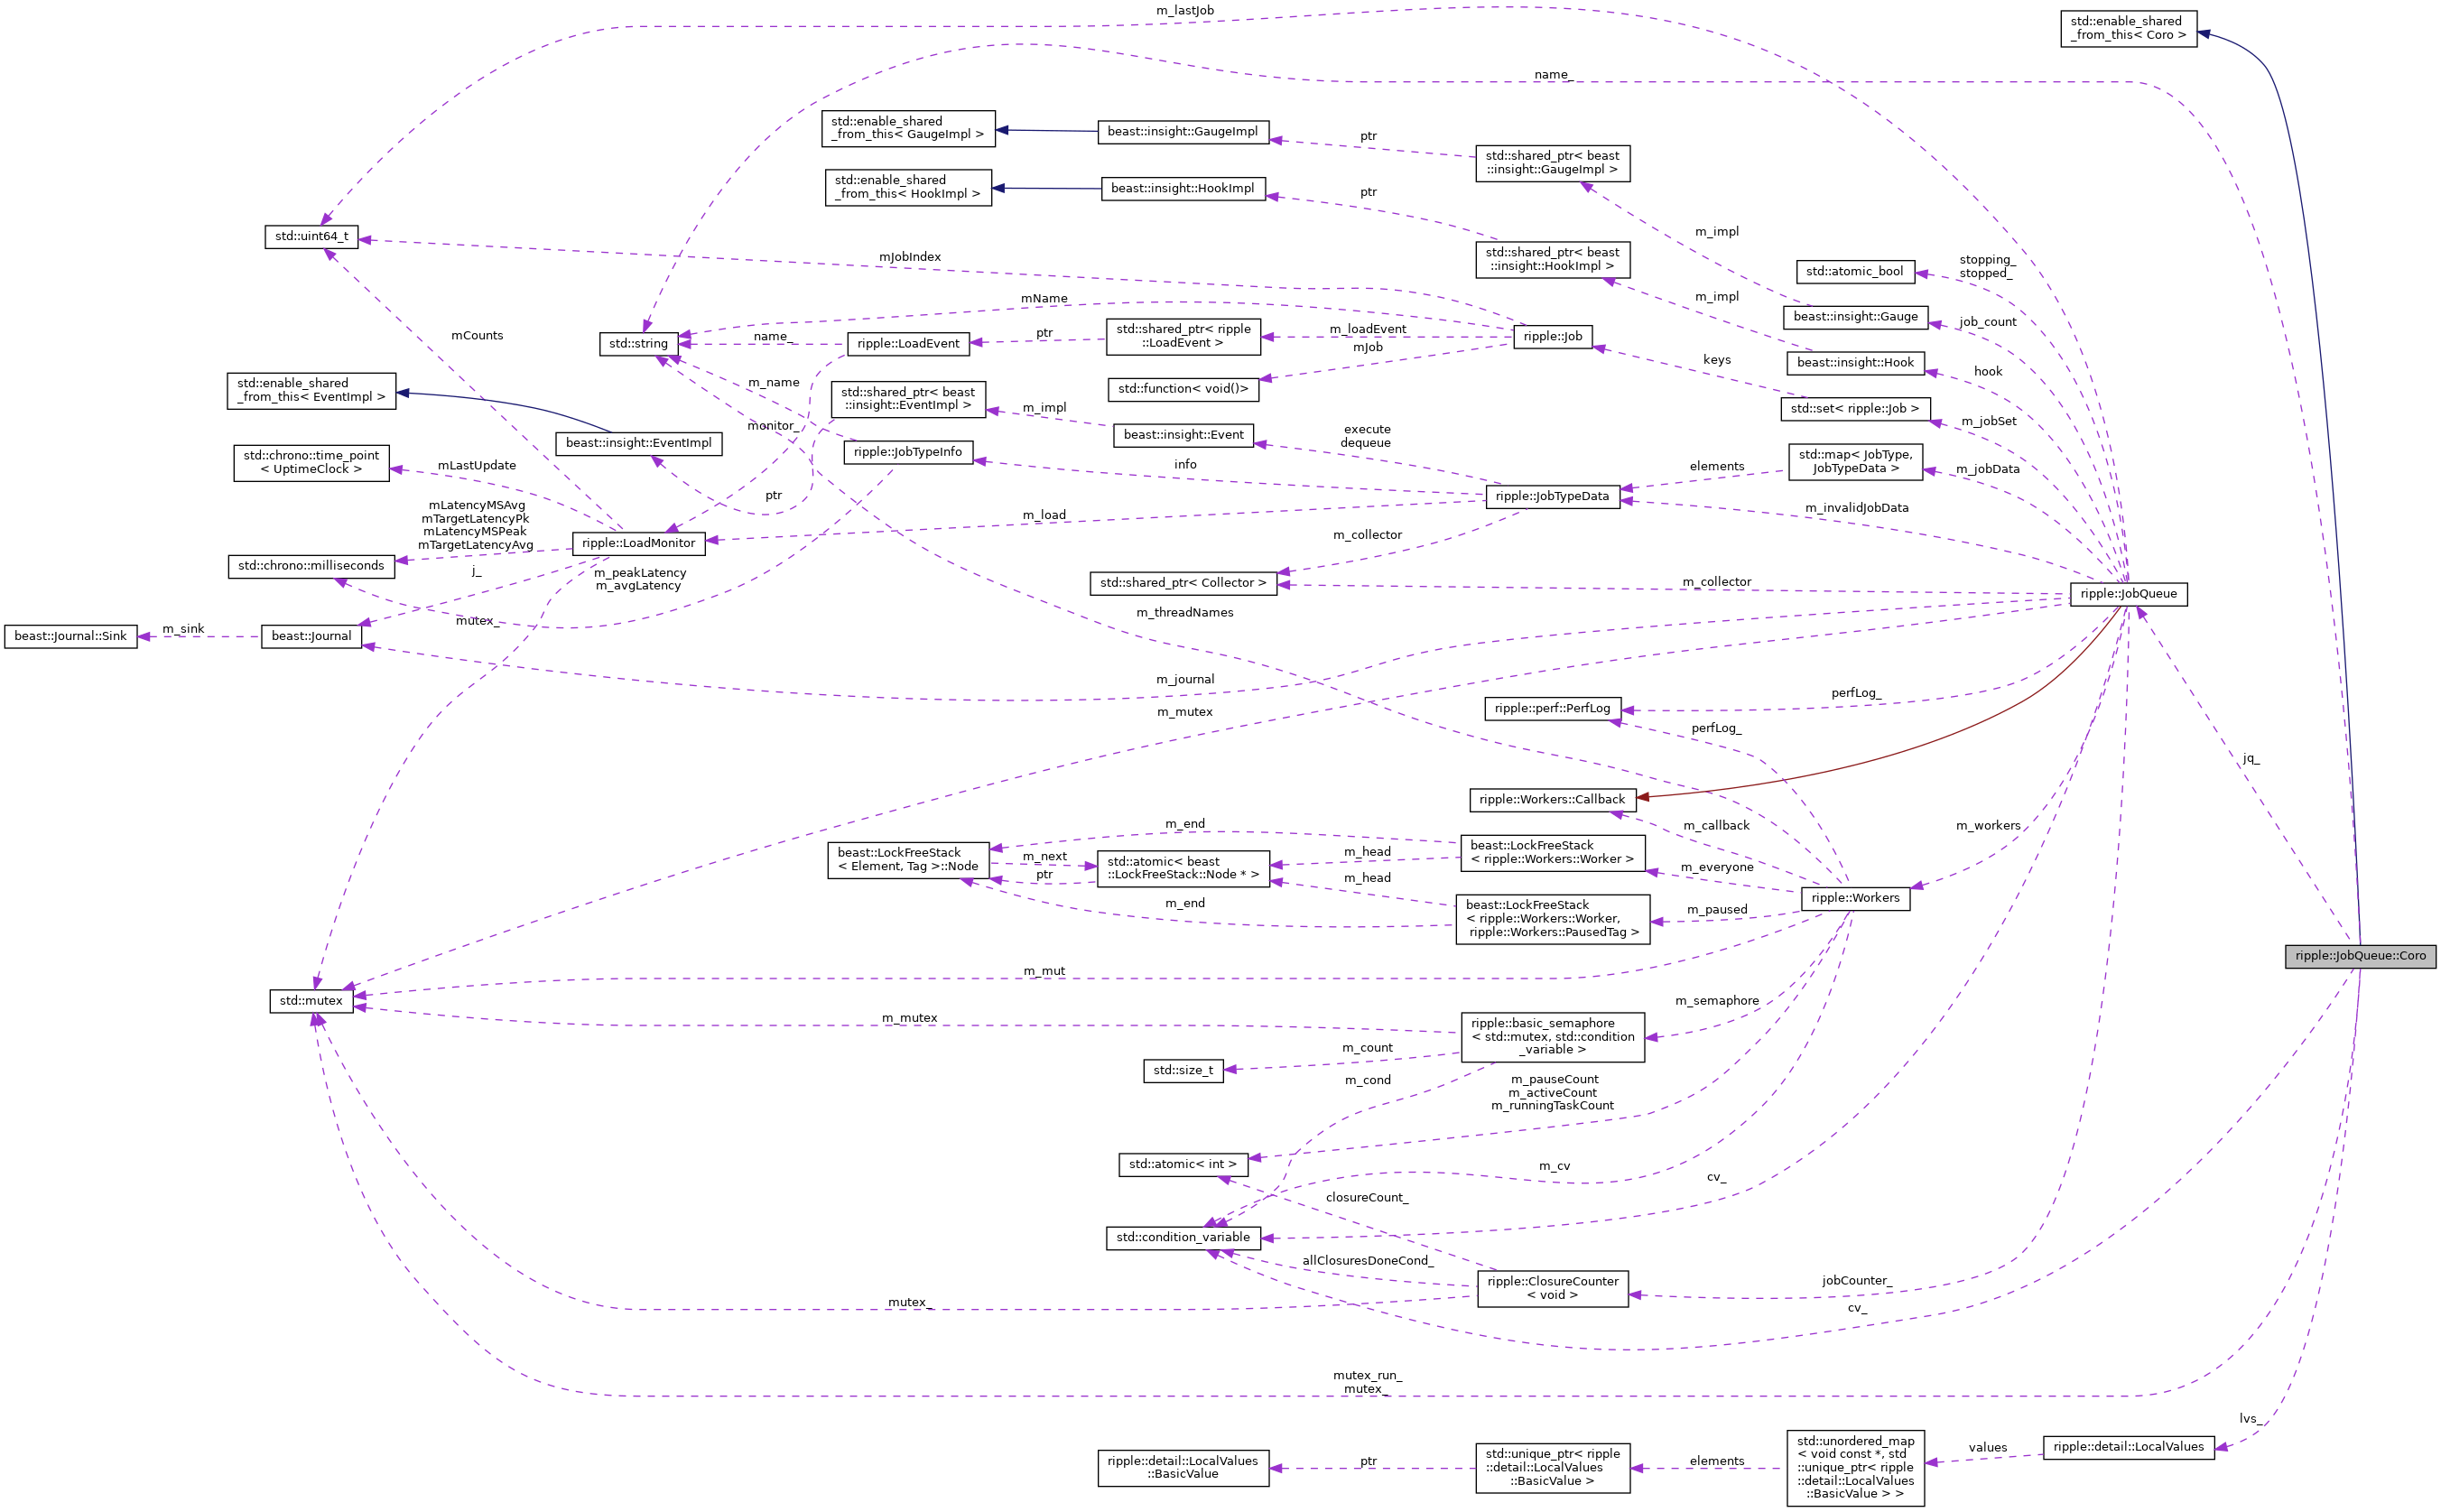 m_lastJob
std::enable_shared
_from_this< Coro >
name_
std::enable_shared
_from_this< GaugeImpl >
beast::insight::GaugeImpl
ptr
std::shared_ptr< beast
::insight::GaugeImpl >
std::enable_shared
_from_this< HookImpl >
beast::insight::HookImpl
ptr
m_impl
std::uint64_t
mJobIndex
std::shared_ptr< beast
::insight::HookImpl >
std::atomic_bool
stopping_
stopped_
mName
m_impl
beast::insight::Gauge
job_count
mCounts
std::string
name_
ripple::LoadEvent
ptr
std::shared_ptr< ripple
::LoadEvent >
m_loadEvent
mJob
ripple::Job
keys
beast::insight::Hook
hook
std::enable_shared
_from_this< EventImpl >
m_name
std::function< void()>
std::shared_ptr< beast
::insight::EventImpl >
m_impl
std::set< ripple::Job >
m_jobSet
beast::insight::EventImpl
monitor_
beast::insight::Event
execute
dequeue
std::chrono::time_point
< UptimeClock >
mLastUpdate
ripple::JobTypeInfo
info
std::map< JobType,
JobTypeData >
elements
m_jobData
ptr
ripple::JobTypeData
mLatencyMSAvg
mTargetLatencyPk
mLatencyMSPeak
mTargetLatencyAvg
ripple::LoadMonitor
m_load
m_invalidJobData
m_collector
std::chrono::milliseconds
j_
m_peakLatency
m_avgLatency
std::shared_ptr< Collector >
m_collector
ripple::JobQueue
m_threadNames
mutex_
beast::Journal::Sink
m_sink
beast::Journal
m_journal
m_mutex
ripple::perf::PerfLog
perfLog_
perfLog_
jq_
ripple::Workers::Callback
m_callback
m_workers
m_end
beast::LockFreeStack
< Element, Tag >::Node
m_next
ptr
std::atomic< beast
::LockFreeStack::Node * >
m_head
m_head
beast::LockFreeStack
< ripple::Workers::Worker >
m_everyone
ripple::Workers
m_end
beast::LockFreeStack
< ripple::Workers::Worker,
ripple::Workers::PausedTag >
m_paused
ripple::JobQueue::Coro
m_mut
std::mutex
m_mutex
m_semaphore
ripple::basic_semaphore
< std::mutex, std::condition
_variable >
m_count
std::size_t
m_cond
m_pauseCount
m_activeCount
m_runningTaskCount
std::atomic< int >
m_cv
cv_
closureCount_
std::condition_variable
allClosuresDoneCond_
ripple::ClosureCounter
< void >
jobCounter_
mutex_
cv_
mutex_run_
mutex_
lvs_
ripple::detail::LocalValues
::BasicValue
ptr
std::unique_ptr< ripple
::detail::LocalValues
::BasicValue >
elements
std::unordered_map
< void const *, std
::unique_ptr< ripple
::detail::LocalValues
::BasicValue > >
values
ripple::detail::LocalValues